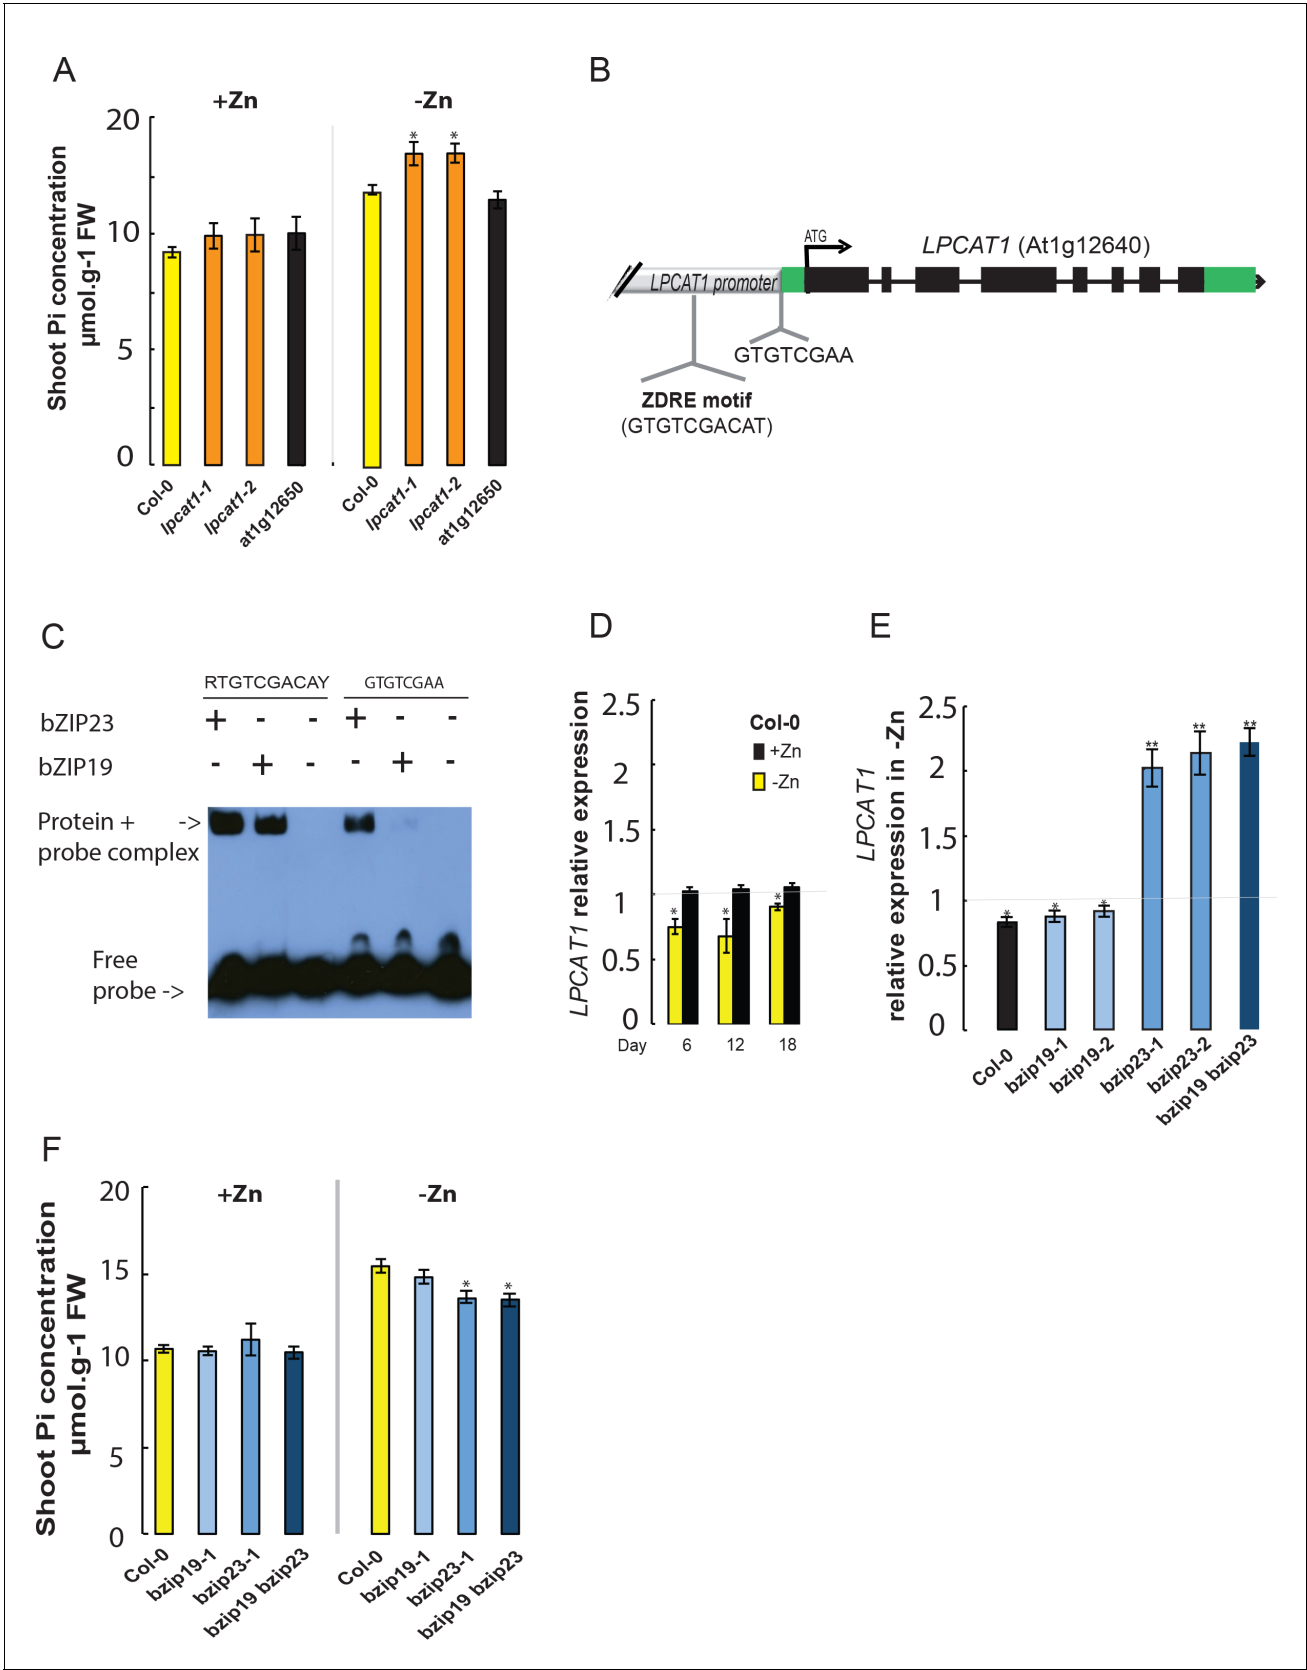 A
+Zn
-Zn
Shoot Pi concentration
µmol.g-1 FW
20
10
5
0
*
*
Col-0
lpcat1-1
lpcat1-2
at1g12650
Col-0
lpcat1-1
lpcat1-2
at1g12650
B
ATG
LPCAT1 (At1g12640)
LPCAT1 promoter
GTGTCGAA
ZDRE motif
(GTGTCGACAT)
C
RTGTCGACAY GTGTCGAA
bZIP23 + - - + - -
bZIP19 - + - - + -
Protein + ->
probe complex
Free
probe ->
D
LPCAT1 relative expression
2.5
2
1.5
1
0.5
0
Col-0
+Zn
-Zn
* * *
Day 6 12 18
E
LPCAT1
relative expression in -Zn
2.5
2
1.5
1
0.5
0
* * * ** ** **
Col-0
bzip19-1
bzip19-2
bzip23-1
bzip23-2
bzip19 bzip23
F
+Zn
-Zn
Shoot Pi concentration
µmol.g-1 FW
20
15
10
5
0
* *
Col-0
bzip19-1
bzip23-1
bzip19 bzip23
Col-0
bzip19-1
bzip23-1
bzip19 bzip23